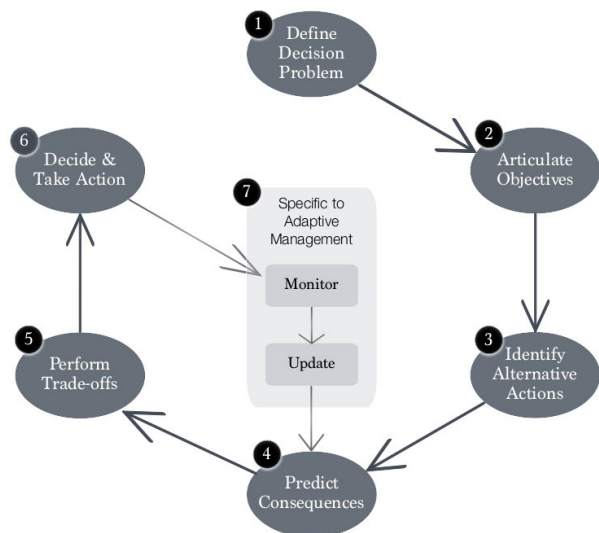 1
Define
Decision
Problem
2
Articulate
Objectives
3
Identify
Alternative
Actions
4
Predict
Consequences
5
Perform
Trade-offs
6
Decide &
Take Action
7
Specific to
Adaptive
Management
Monitor
Update